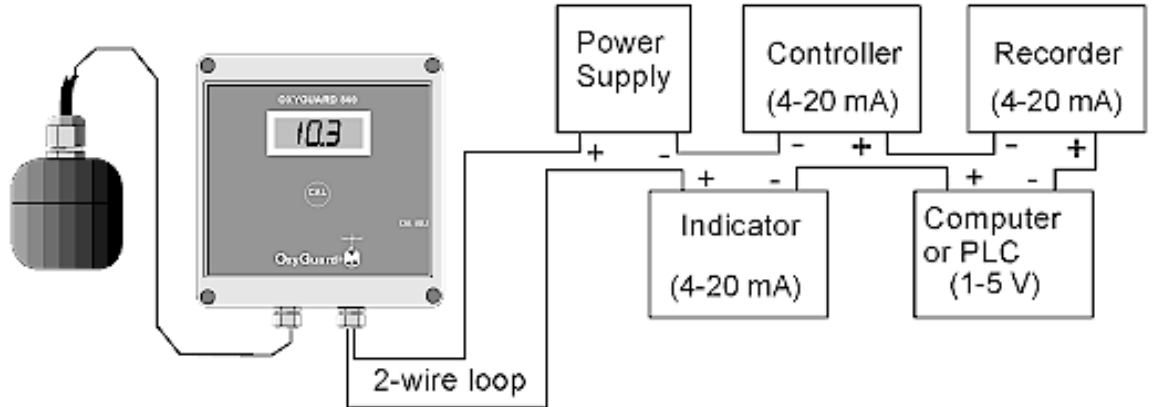 OXYGUARD 840
10.3
CAL
OxyGuard
2-wire loop
Power
Supply
+ -
Controller
(4-20 mA)
- +
Recorder
(4-20 mA)
- +
+ -
Indicator
(4-20 mA)
+ -
Computer
or PLC
(1-5 V)